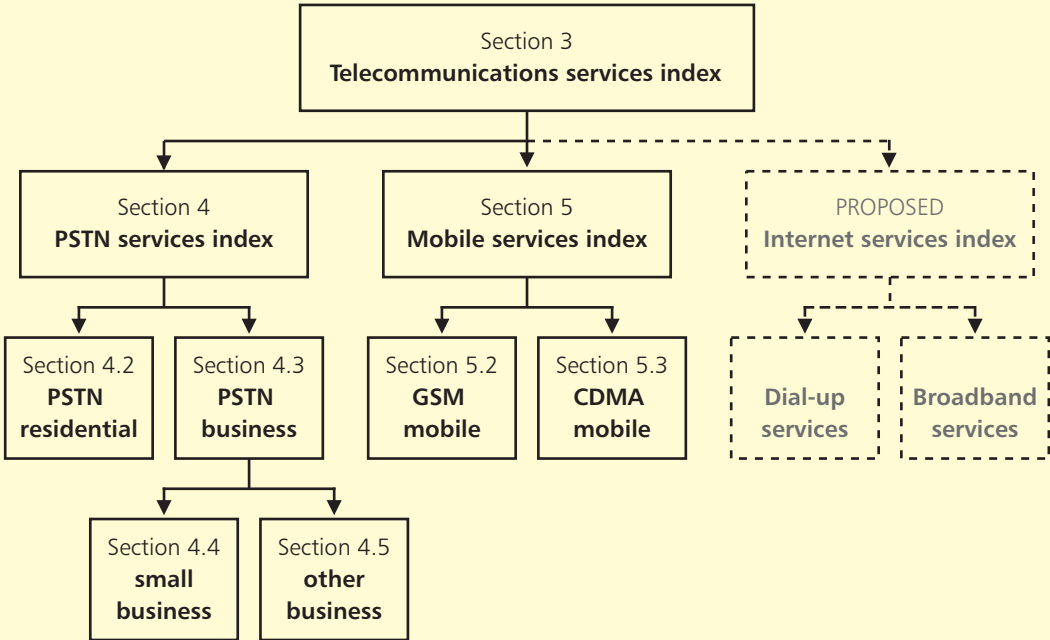 Section 3
Telecommunications services index
Section 4
PSTN services index
Section 5
Mobile services index
PROPOSED
Internet services index
Section 4.2
PSTN
residential
Section 4.3
PSTN
business
Section 5.2
GSM
mobile
Section 5.3
CDMA
mobile
Dial-up
services
Broadband
services
Section 4.4
small
business
Section 4.5
other
business